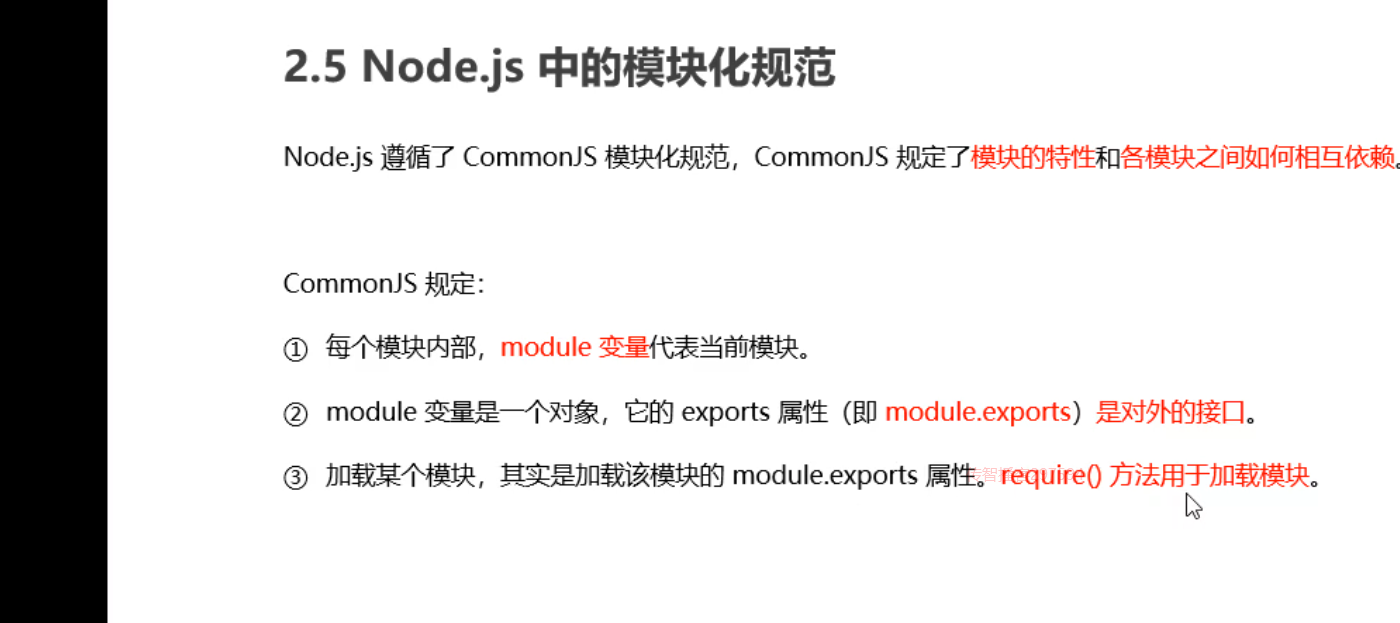 2.5 Node.js 中的模块化规范
Node.js 遵循了 CommonJS 模块化规范，CommonJS 规定了模块的特性和各模块之间如何相互依赖。
CommonJS 规定：
① 每个模块内部，module 变量代表当前模块。
② module 变量是一个对象，它的 exports 属性（即 module.exports）是对外的接口。
③ 加载某个模块，其实是加载该模块的 module.exports 属性。require() 方法用于加载模块。